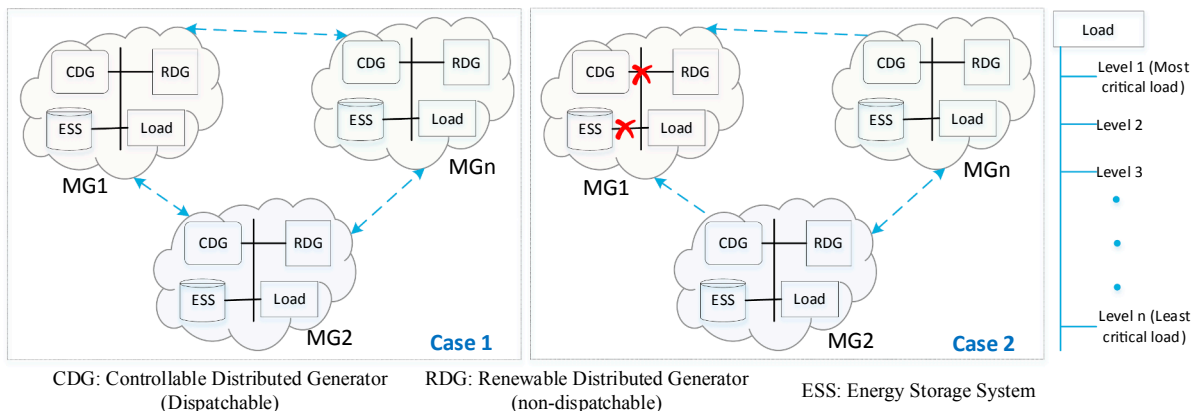 CDG
RDG
ESS
Load
MG1
CDG
RDG
ESS
Load
MGn
CDG
RDG
ESS
Load
MG2
Case 1
CDG
RDG
ESS
Load
MG1
CDG
RDG
ESS
Load
MGn
CDG
RDG
ESS
Load
MG2
Case 2
Load
Level 1 (Most
critical load)
Level 2
Level 3
Level n (Least
critical load)
CDG: Controllable Distributed Generator
(Dispatchable)
RDG: Renewable Distributed Generator
(non-dispatchable)
ESS: Energy Storage System